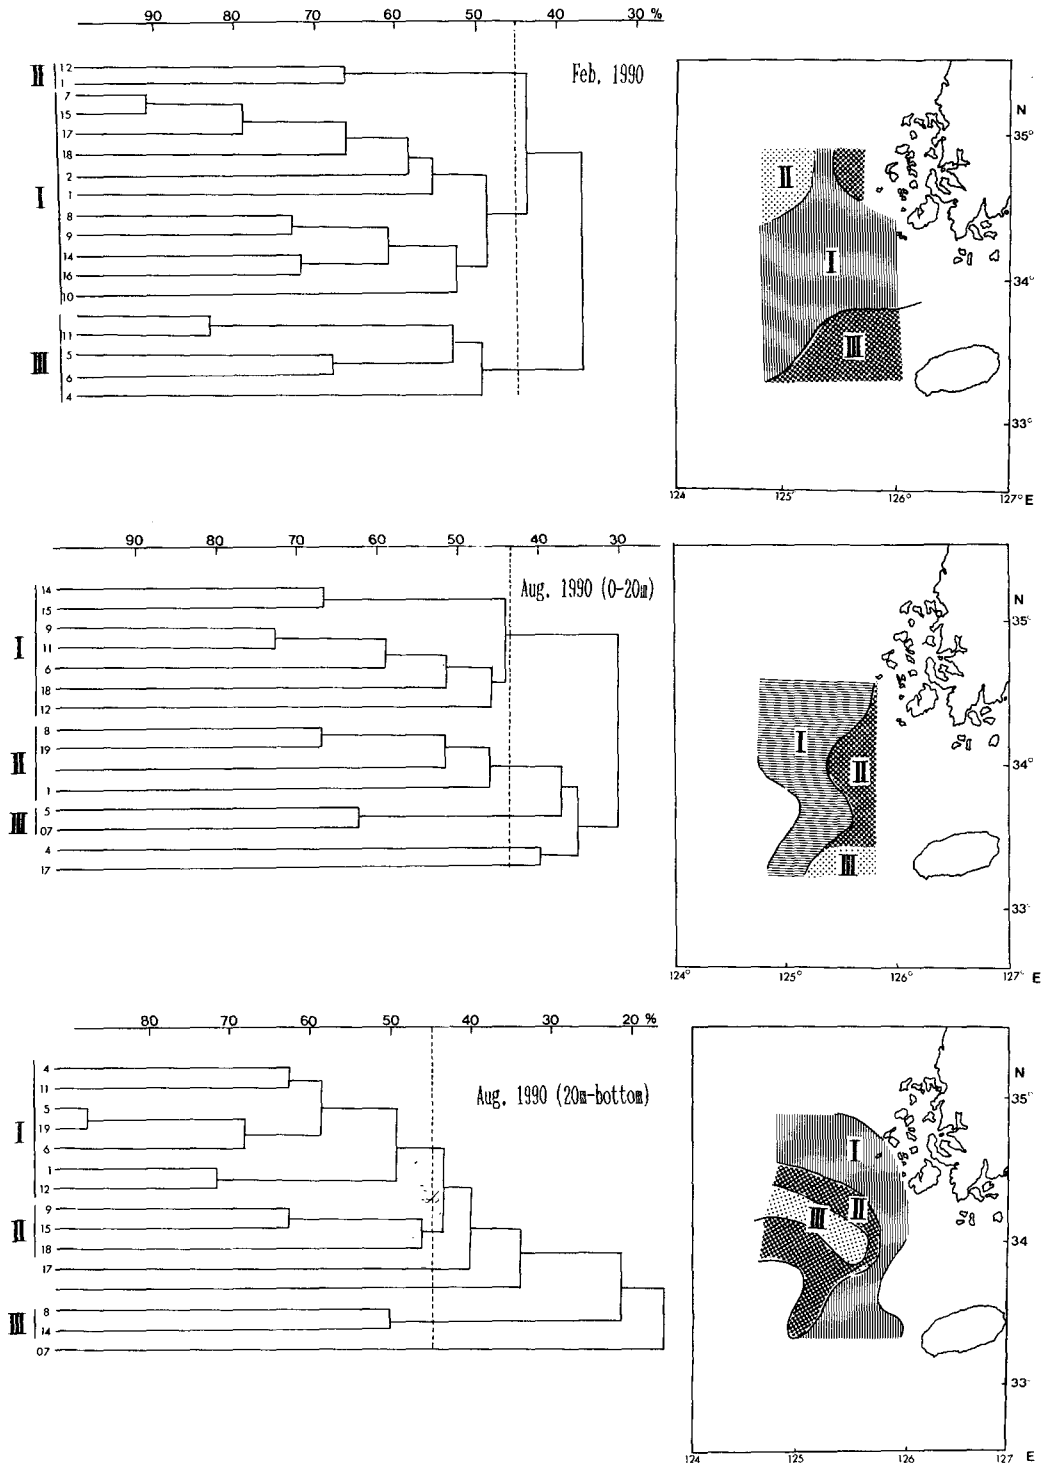 90 80 70 60 50 40 30 %
Feb. 1990
II
12
1
I
7
15
17
18
2
1
8
9
14
16
10
III
11
5
6
4
II
I
III
N
35°
34°
33°
124 125° 126° 127° E
90 80 70 60 50 40 30
Aug. 1990 (0-20m)
I
14
15
9
11
6
18
12
II
8
19
1
III
5
07
4
17
I
II
III
N
35°
34°
33°
124° 125° 126° 127° E
80 70 60 50 40 30 20 %
Aug. 1990 (20m-bottom)
I
4
11
5
19
6
1
12
II
9
15
18
17
III
8
14
07
I
II
III
N
35°
34°
33°
124 125 126 127 E